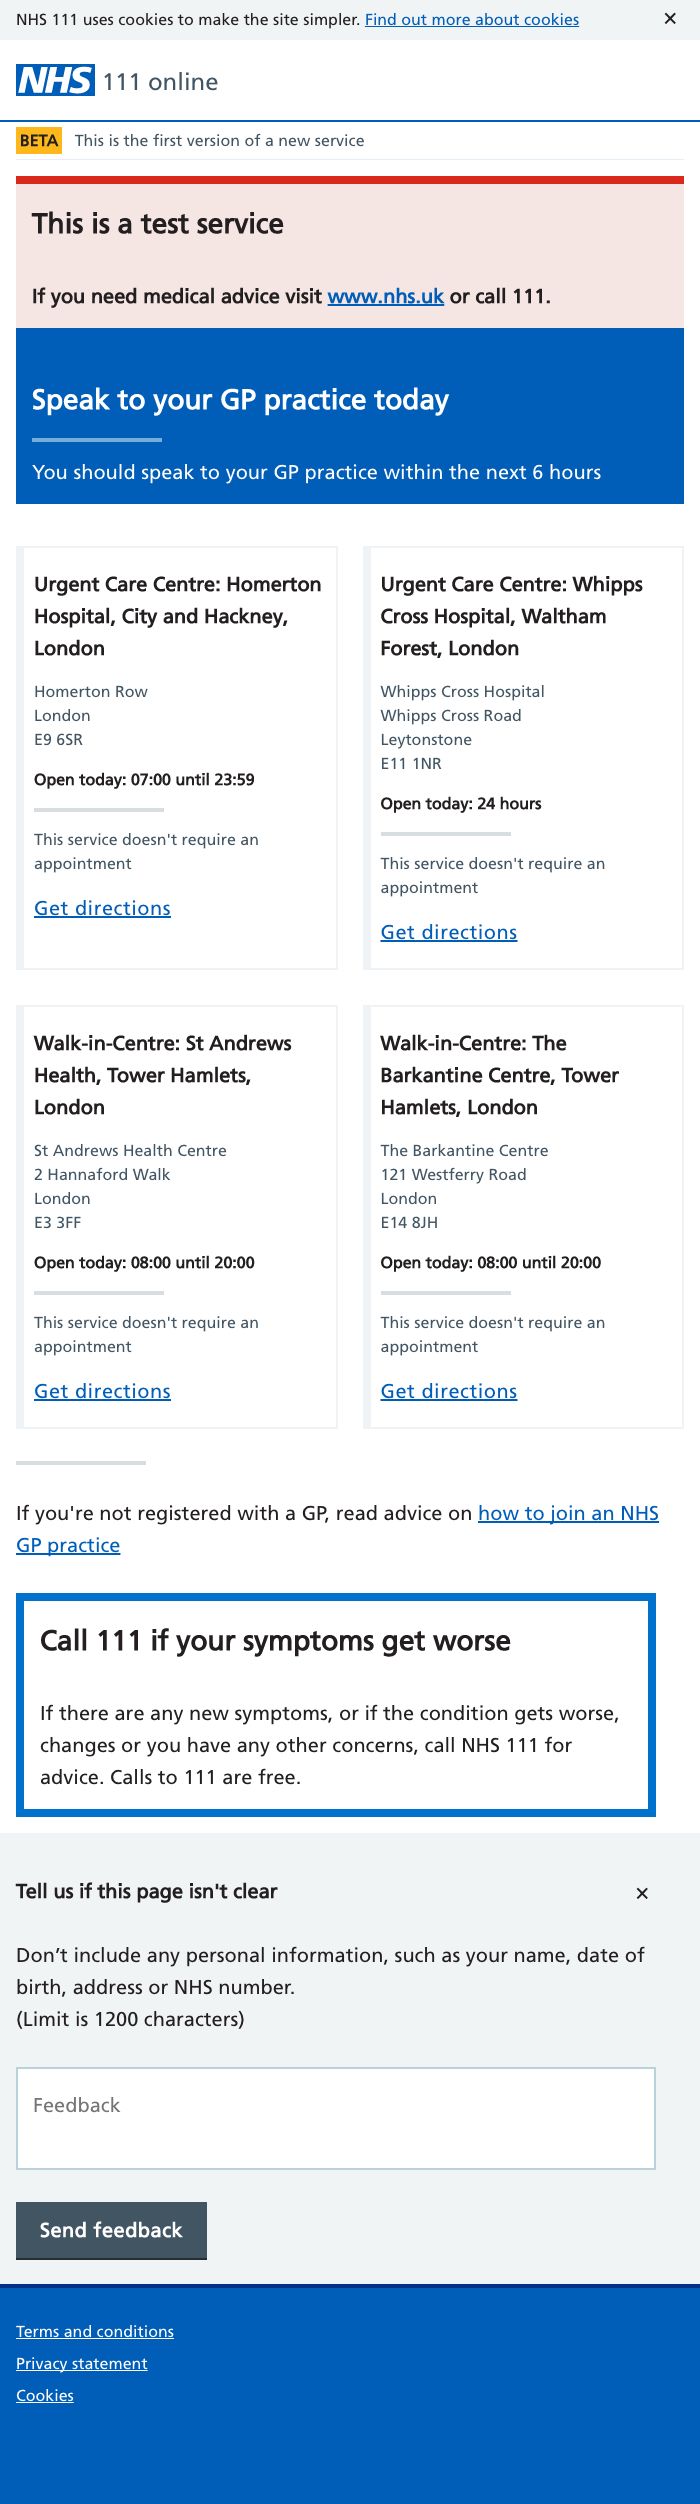 NHS 111 uses cookies to make the site simpler. Find out more about cookies ✕
NHS 111 online
BETA This is the first version of a new service
This is a test service
If you need medical advice visit www.nhs.uk or call 111.
Speak to your GP practice today
You should speak to your GP practice within the next 6 hours
Urgent Care Centre: Homerton
Hospital, City and Hackney,
London
Homerton Row
London
E9 6SR
Open today: 07:00 until 23:59
This service doesn't require an
appointment
Get directions
Urgent Care Centre: Whipps
Cross Hospital, Waltham
Forest, London
Whipps Cross Hospital
Whipps Cross Road
Leytonstone
E11 1NR
Open today: 24 hours
This service doesn't require an
appointment
Get directions
Walk-in-Centre: St Andrews
Health, Tower Hamlets,
London
St Andrews Health Centre
2 Hannaford Walk
London
E3 3FF
Open today: 08:00 until 20:00
This service doesn't require an
appointment
Get directions
Walk-in-Centre: The
Barkantine Centre, Tower
Hamlets, London
The Barkantine Centre
121 Westferry Road
London
E14 8JH
Open today: 08:00 until 20:00
This service doesn't require an
appointment
Get directions
If you're not registered with a GP, read advice on how to join an NHS
GP practice
Call 111 if your symptoms get worse
If there are any new symptoms, or if the condition gets worse,
changes or you have any other concerns, call NHS 111 for
advice. Calls to 111 are free.
Tell us if this page isn't clear ✕
Don’t include any personal information, such as your name, date of
birth, address or NHS number.
(Limit is 1200 characters)
Feedback
Send feedback
Terms and conditions
Privacy statement
Cookies